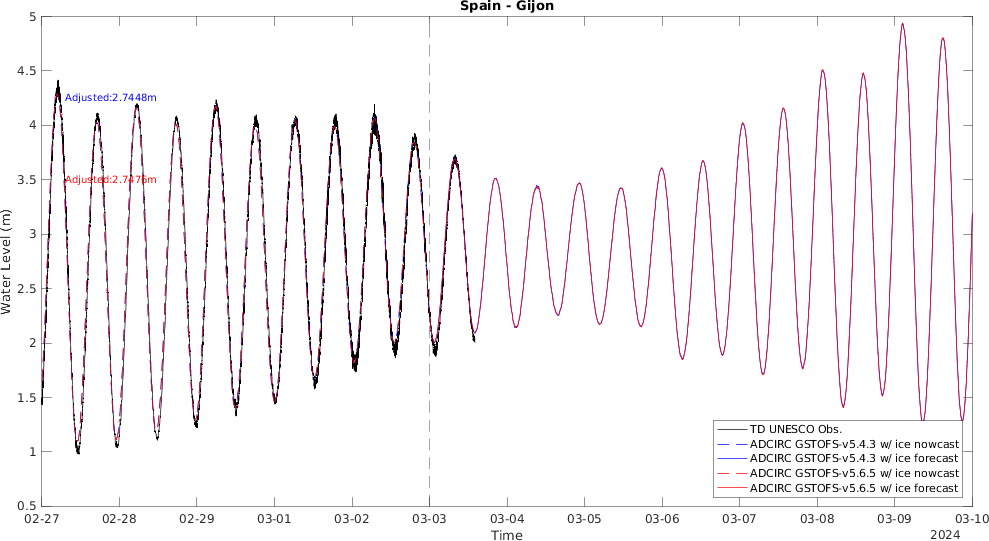 Spain - Gijon
5
4.5
4
3.5
3
2.5
2
1.5
1
0.5
Water Level (m)
Adjusted:2.7448m
Adjusted:2.7476m
TD UNESCO Obs.
ADCIRC GSTOFS-v5.4.3 w/ ice nowcast
ADCIRC GSTOFS-v5.4.3 w/ ice forecast
ADCIRC GSTOFS-v5.6.5 w/ ice nowcast
ADCIRC GSTOFS-v5.6.5 w/ ice forecast
02-27 02-28 02-29 03-01 03-02 03-03 03-04 03-05 03-06 03-07 03-08 03-09 03-10
Time
2024